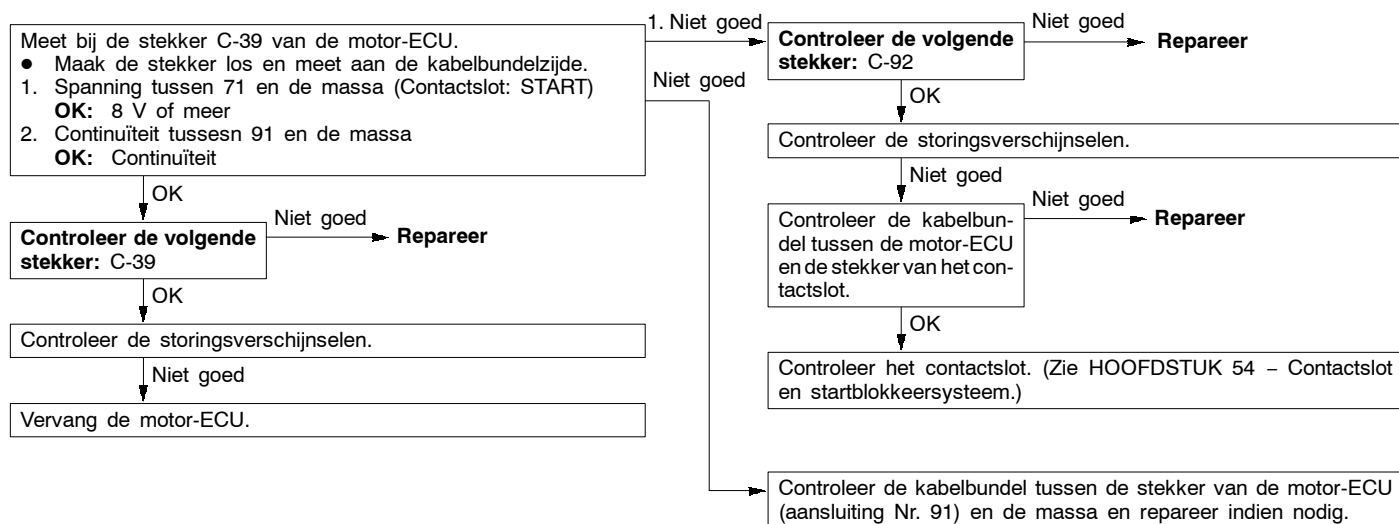 Meet bij de stekker C-39 van de motor-ECU.
● Maak de stekker los en meet aan de kabelbundelzijde.
1. Spanning tussen 71 en de massa (Contactslot: START)
OK: 8 V of meer
2. Continuïteit tussesn 91 en de massa
OK: Continuïteit
OK
Controleer de volgende
stekker: C-39
Niet goed
Repareer
OK
Controleer de storingsverschijnselen.
Niet goed
Vervang de motor-ECU.
1. Niet goed
Niet goed
Controleer de volgende
stekker: C-92
Niet goed
Repareer
OK
Controleer de storingsverschijnselen.
Niet goed
Controleer de kabelbun-
del tussen de motor-ECU
en de stekker van het con-
tactslot.
Niet goed
Repareer
OK
Controleer het contactslot. (Zie HOOFDSTUK 54 – Contactslot
en startblokkeersysteem.)
Controleer de kabelbundel tussen de stekker van de motor-ECU
(aansluiting Nr. 91) en de massa en repareer indien nodig.